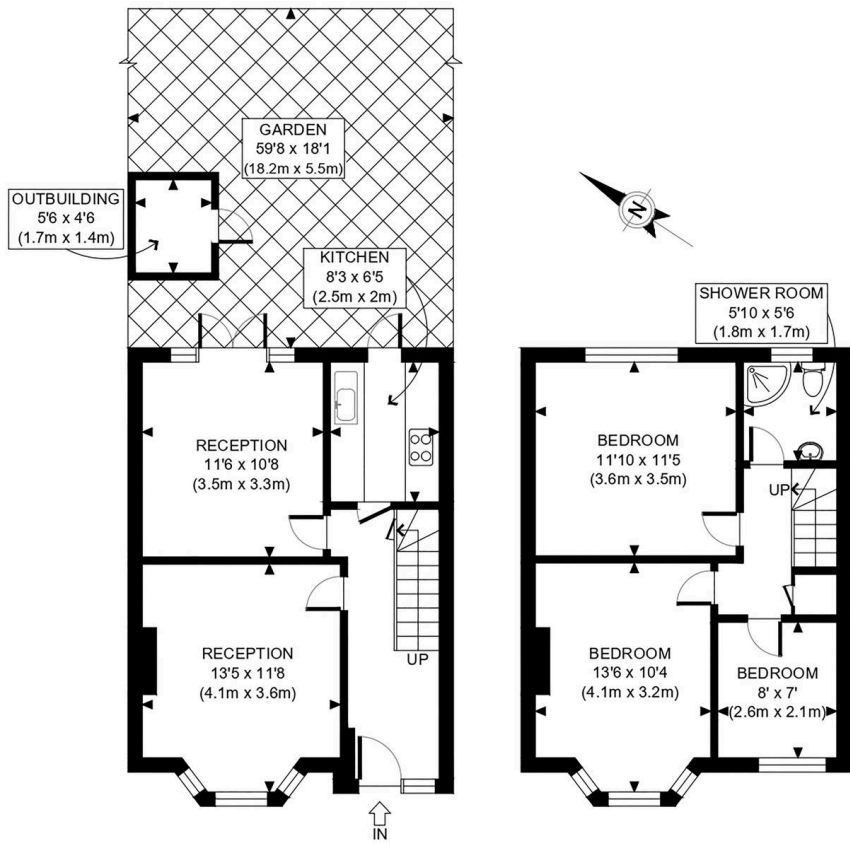 GARDEN
59'8 x 18'1
(18.2m x 5.5m)
OUTBUILDING
5'6 x 4'6
(1.7m x 1.4m)
KITCHEN
8'3 x 6'5
(2.5m x 2m)
RECEPTION
11'6 x 10'8
(3.5m x 3.3m)
RECEPTION
13'5 x 11'8
(4.1m x 3.6m)
UP
IN
N
SHOWER ROOM
5'10 x 5'6
(1.8m x 1.7m)
BEDROOM
11'10 x 11'5
(3.6m x 3.5m)
UP
BEDROOM
13'6 x 10'4
(4.1m x 3.2m)
BEDROOM
8' x 7'
(2.6m x 2.1m)